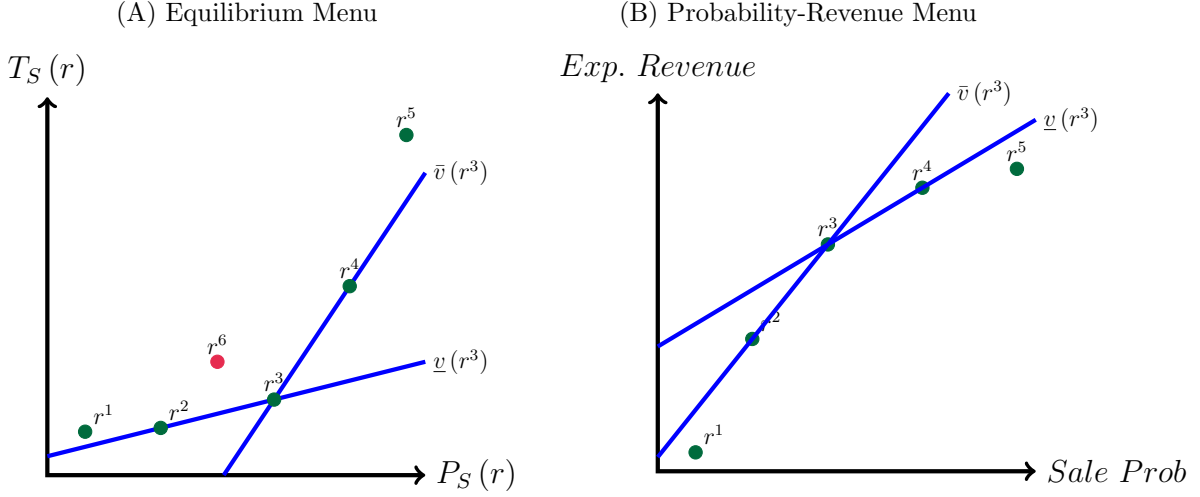 (A) Equilibrium Menu
T_S (r)
r^5
v̄ (r^3)
r^4
r^6
v̲ (r^3)
r^3
r^1
r^2
P_S (r)
(B) Probability-Revenue Menu
Exp. Revenue
v̄ (r^3)
v̲ (r^3)
r^5
r^4
r^3
r^2
r^1
Sale Prob